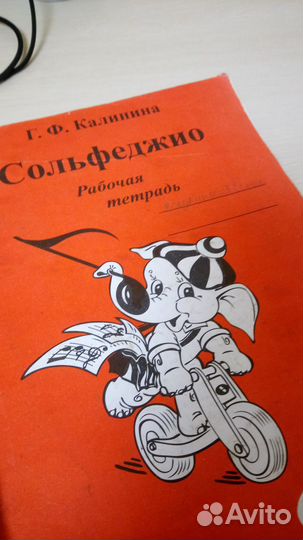 Г. Ф. Калинина
Сольфеджио
Рабочая
тетрадь
Avito